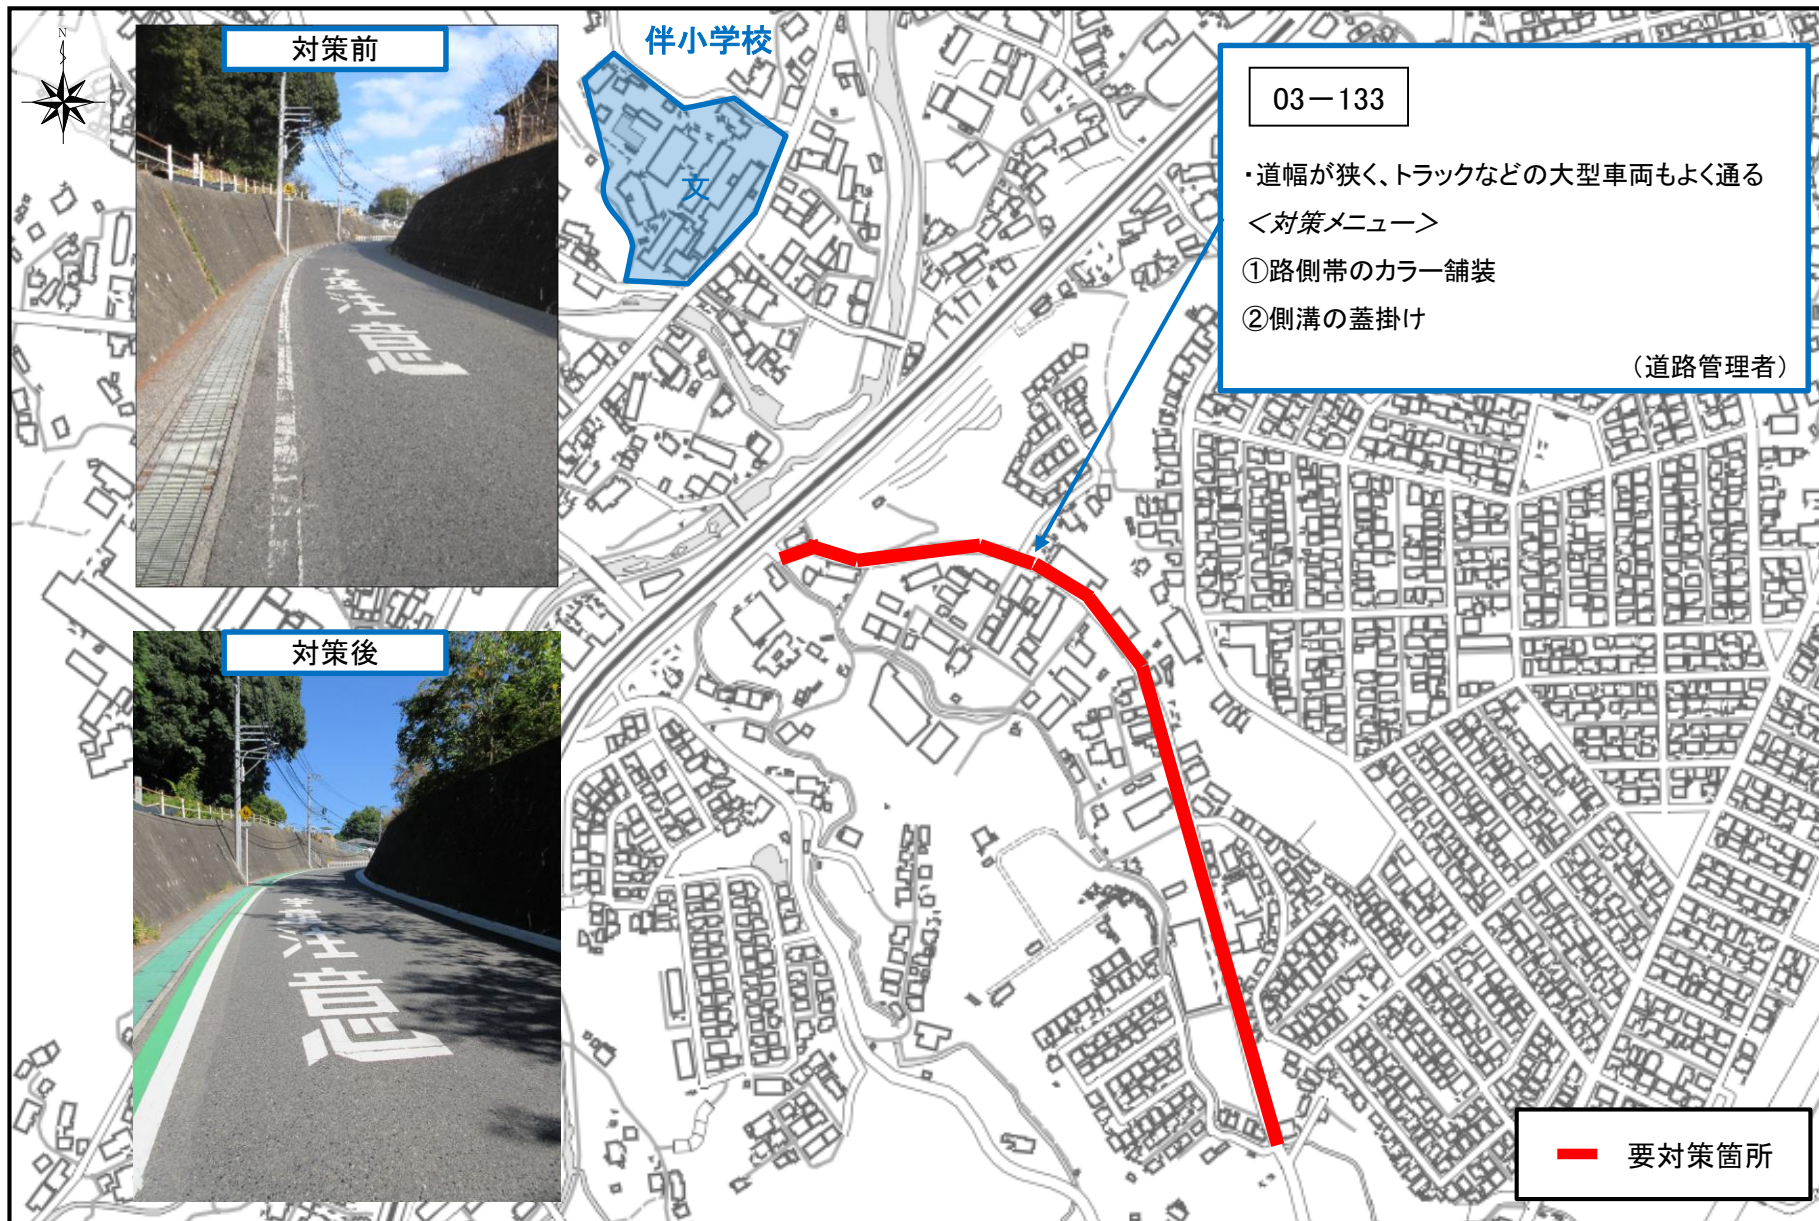 N
対策前
伴小学校
文
03－133
・道幅が狭く、トラックなどの大型車両もよく通る
＜対策メニュー＞
①路側帯のカラー舗装
②側溝の蓋掛け
（道路管理者）
対策後
要対策箇所